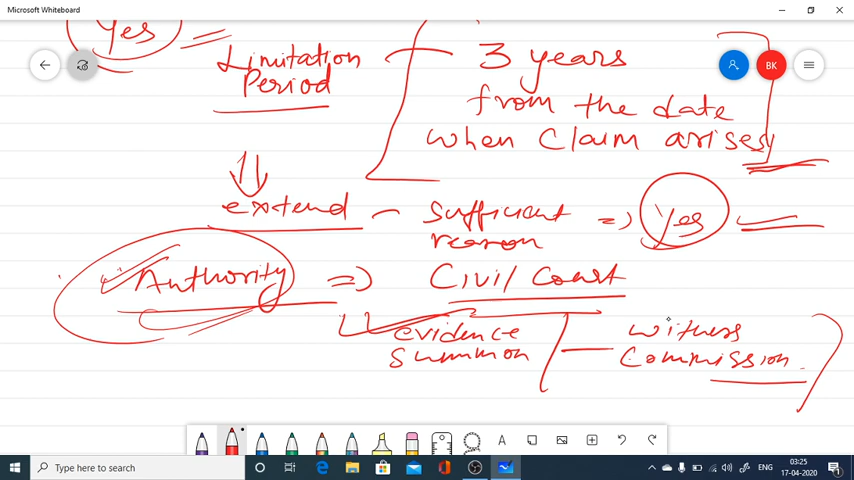 Microsoft Whiteboard
Yes
Limitation
Period
3 years
from the date
when Claim arises
BK
extend - sufficient
reason
=> Yes
Authority => Civil Court
evidence
summon
Witness
Commission
A
Type here to search
ENG
03:25
17-04-2020